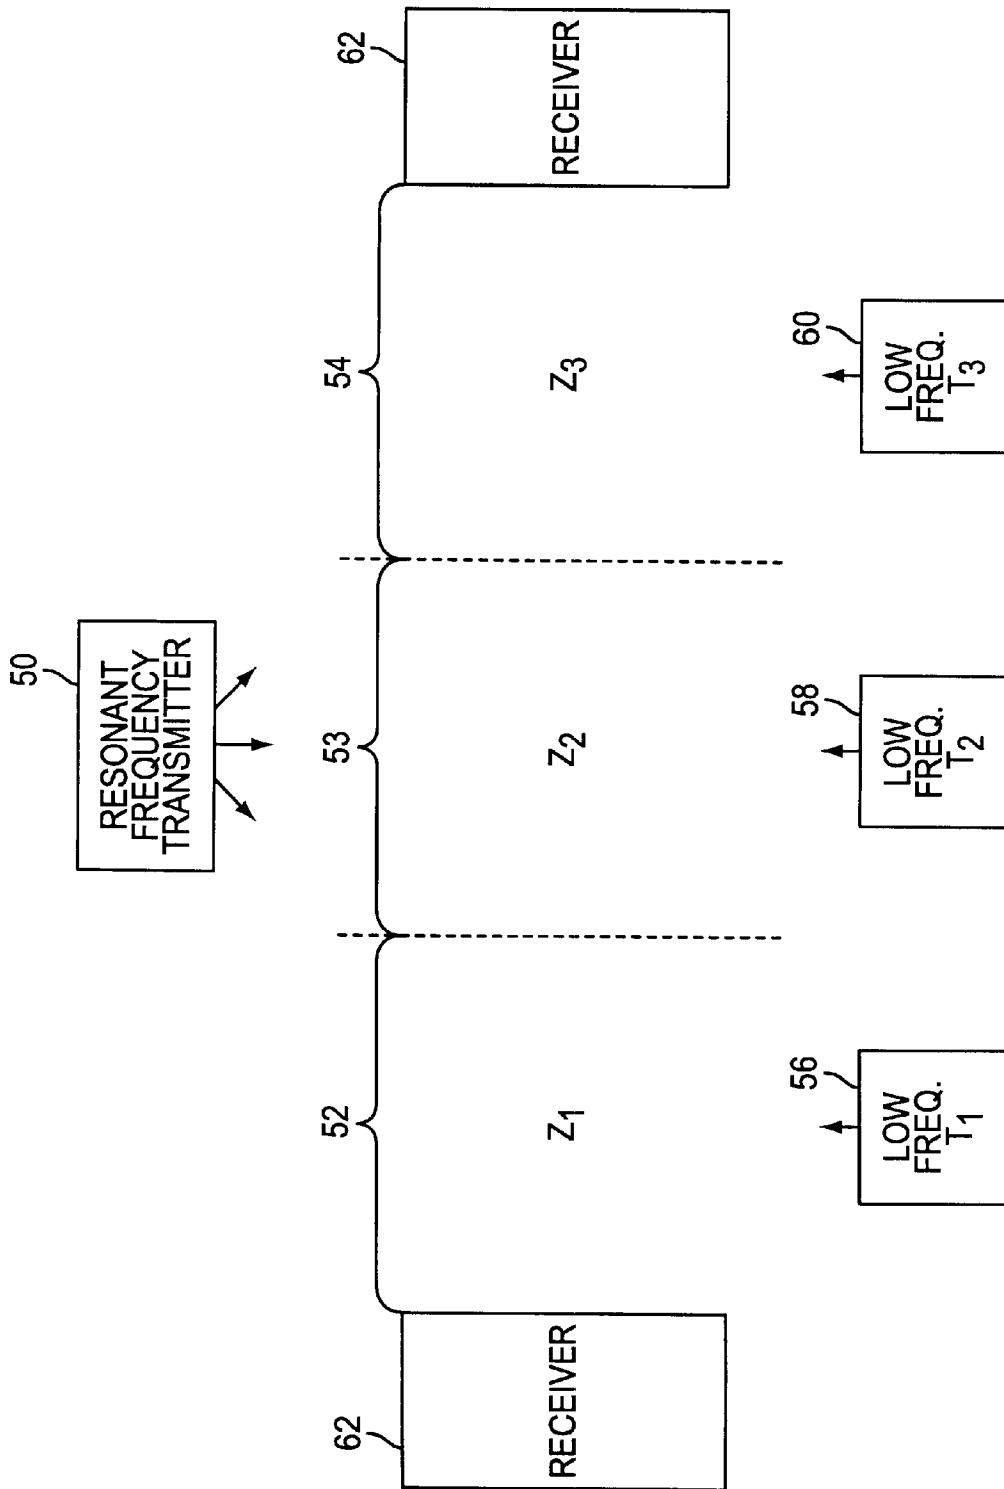 50
RESONANT
FREQUENCY
TRANSMITTER
62
52
53
54
62
RECEIVER
Z1
Z2
Z3
RECEIVER
56
58
60
LOW
FREQ.
T1
LOW
FREQ.
T2
LOW
FREQ.
T3